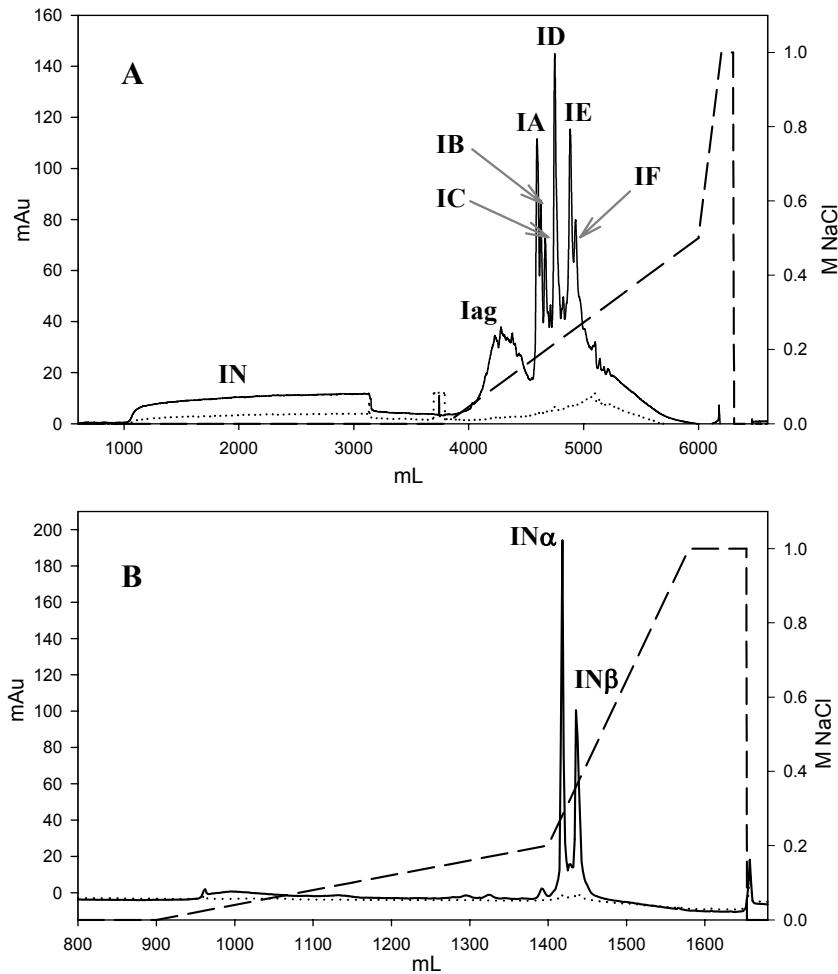 160
140
120
100
80
60
40
20
0
mAu
A
IN
Iag
IA
IB
IC
ID
IE
IF
1.0
0.8
0.6
0.4
0.2
0.0
M NaCl
1000 2000 3000 4000 5000 6000
mL
200
180
160
140
120
100
80
60
40
20
0
mAu
B
INα
INβ
1.0
0.8
0.6
0.4
0.2
0.0
M NaCl
800 900 1000 1100 1200 1300 1400 1500 1600
mL